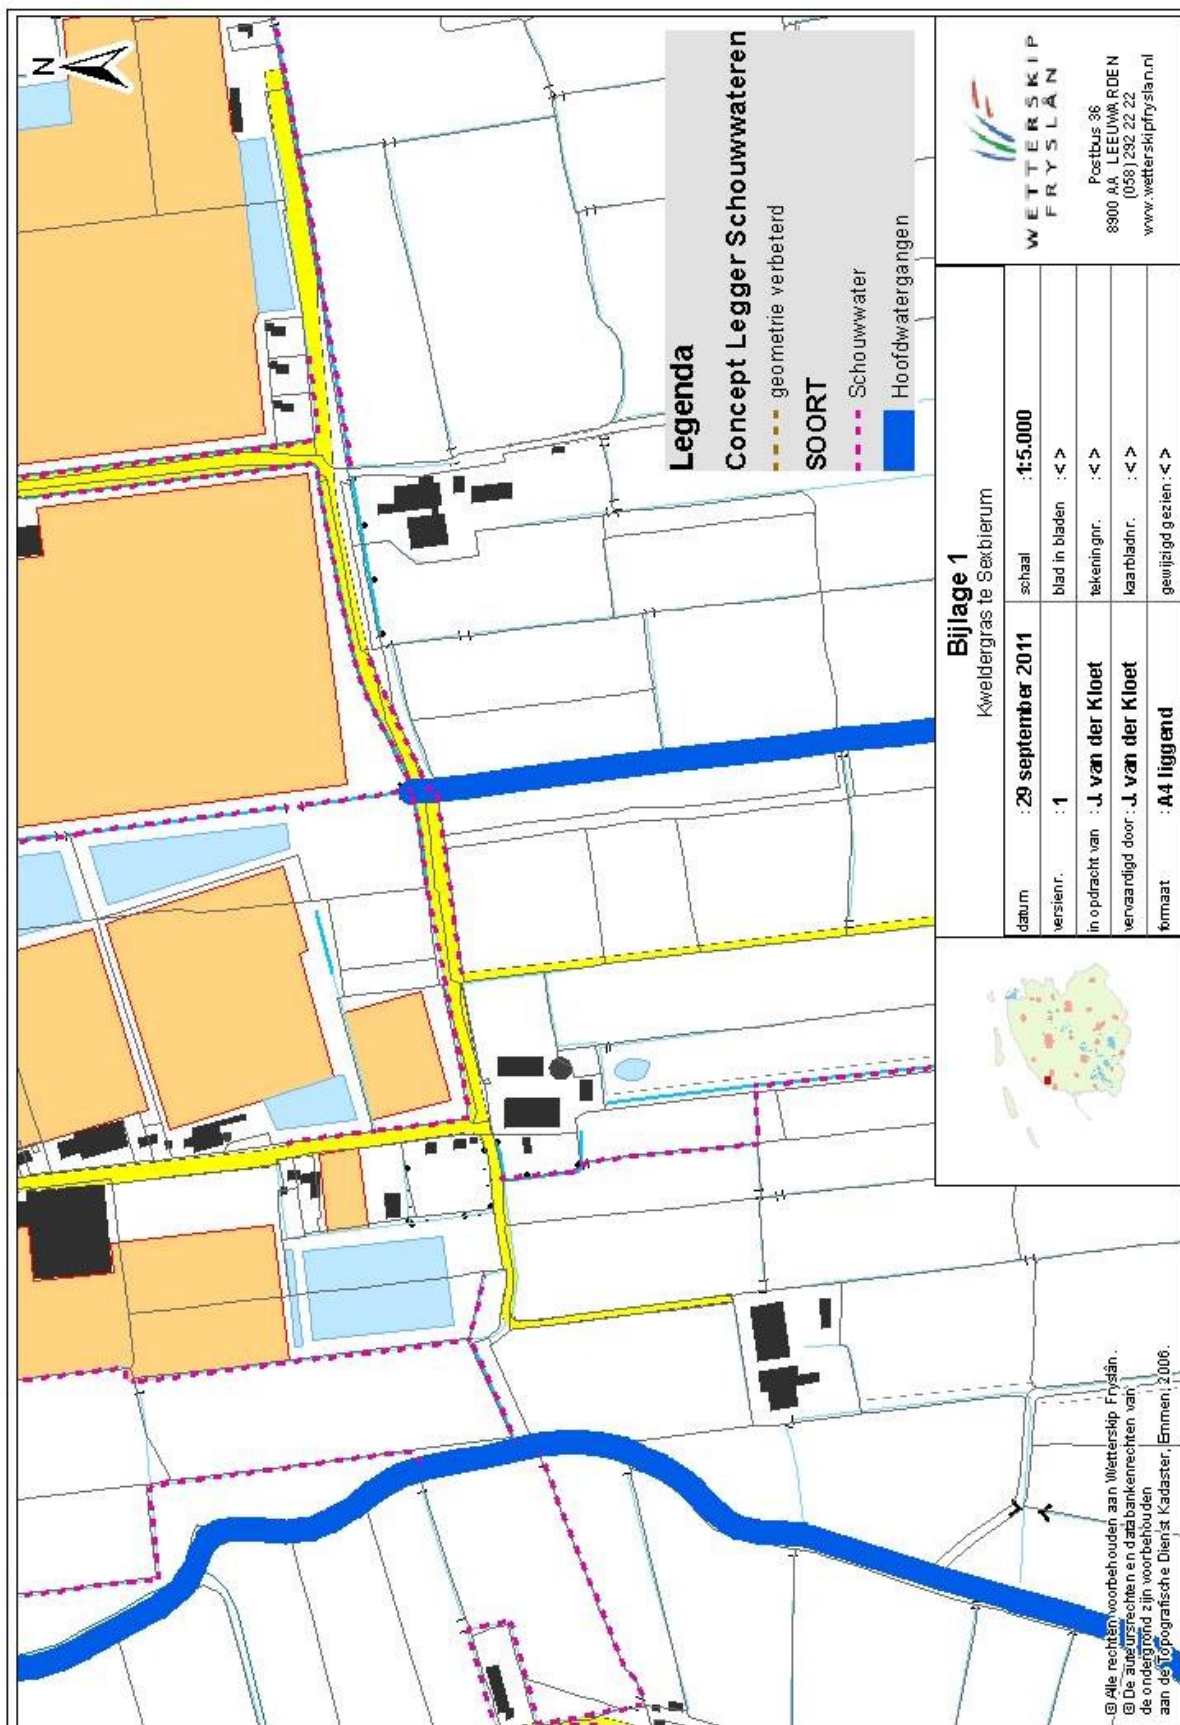 N
Legenda
Concept Legger Schouwwateren
geometrie verbeterd
SOORT
Schouwwater
Hoofdwatergangen
Bijlage 1
Kweldergras te Sexbierum
datum : 29 september 2011 schaal :1:5.000
versienr. : 1 blad in bladen :< >
in opdracht van : J. van der Kloet tekeningnr. :< >
vervaardigd door : J. van der Kloet kaartbladnr. :< >
formaat : A4 liggend gewijzigd gezien :< >
WETTERSKIP
FRYSLÂN
Postbus 36
8900 AA LEEUWARDEN
(058) 292 22 22
www.wetterskipfryslan.nl
© Alle rechten voorbehouden aan Wetterskip Fryslân.
© De auteursrechten en databankenrechten van
de ondergrond zijn voorbehouden
aan de Topografische Dienst Kadaster, Emmen, 2006.